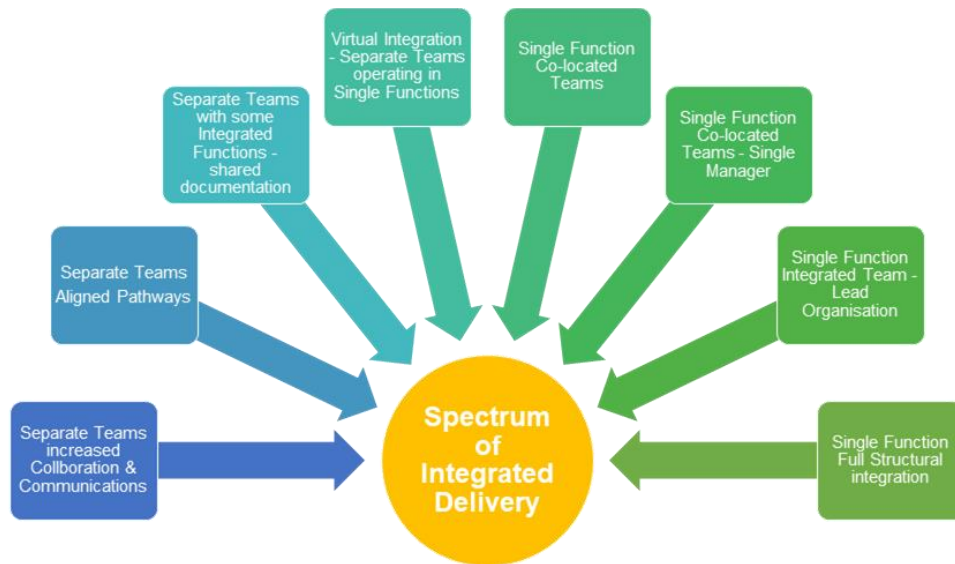 Virtual Integration
- Separate Teams
operating in
Single Functions
Single Function
Co-located
Teams
Separate Teams
with some
Integrated
Functions -
shared
documentation
Single Function
Co-located
Teams - Single
Manager
Separate Teams
Aligned Pathways
Single Function
Integrated Team -
Lead
Organisation
Separate Teams
increased
Collboration &
Communications
Spectrum
of
Integrated
Delivery
Single Function
Full Structural
integration